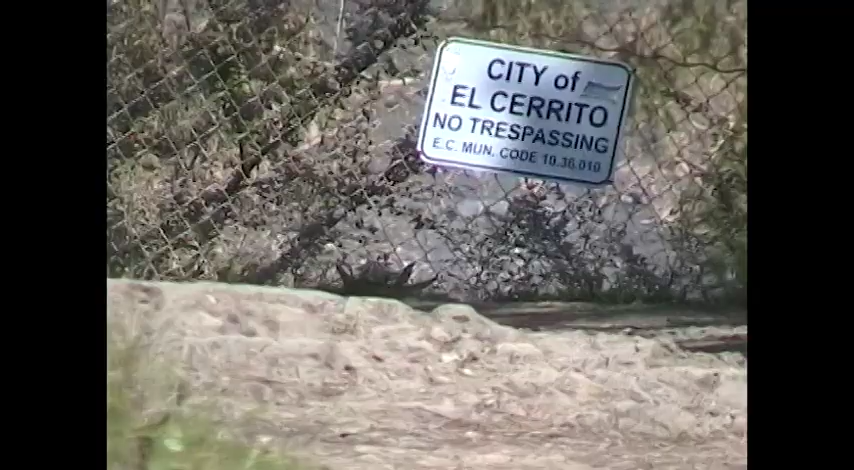 CITY of
EL CERRITO
NO TRESPASSING
E.C. MUN. CODE 10.36.010